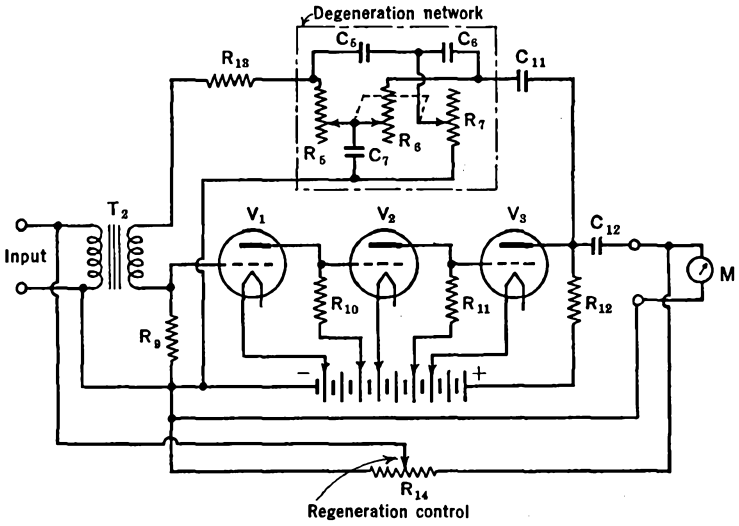 Degeneration network
C5
C6
R13
C11
R5
R6
R7
C7
T2
V1
V2
V3
C12
Input
M
R9
R10
R11
R12
−
+
R14
Regeneration control